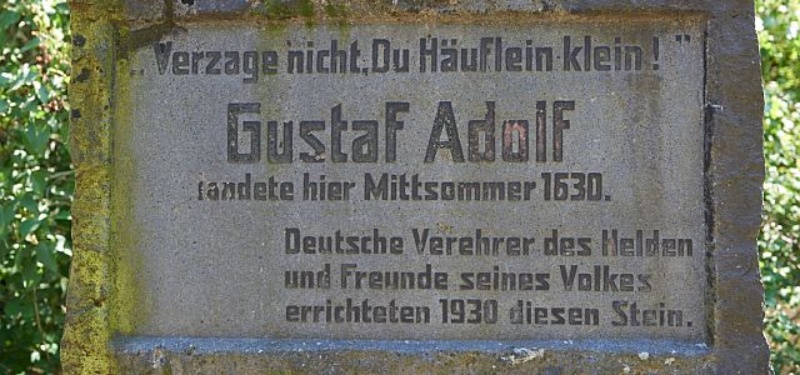 „Verzage nicht, Du Häuflein klein!"
Gustaf Adolf
landete hier Mittsommer 1630.
Deutsche Verehrer des Helden
und Freunde seines Volkes
errichteten 1930 diesen Stein.